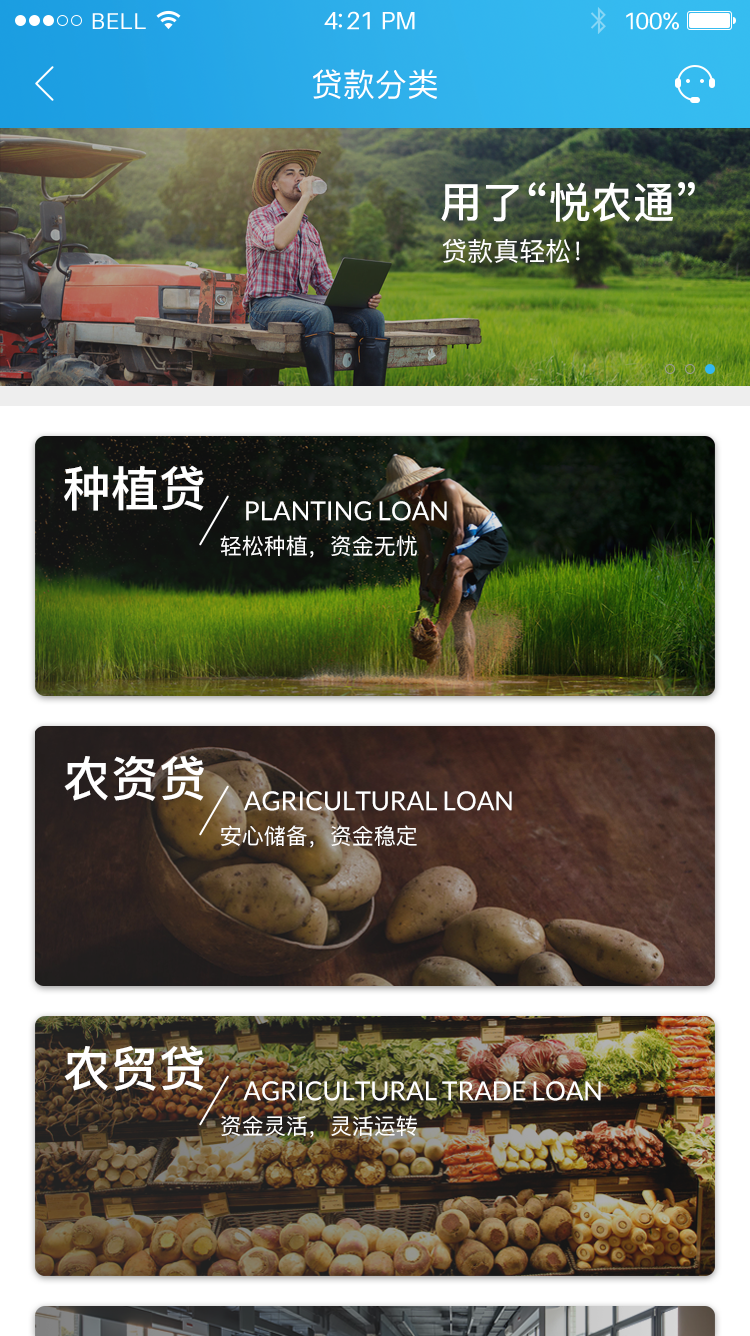 BELL 4:21 PM 100%
贷款分类
用了“悦农通”
贷款真轻松！
种植贷
PLANTING LOAN
轻松种植，资金无忧
农资贷
AGRICULTURAL LOAN
安心储备，资金稳定
农贸贷
AGRICULTURAL TRADE LOAN
资金灵活，灵活运转